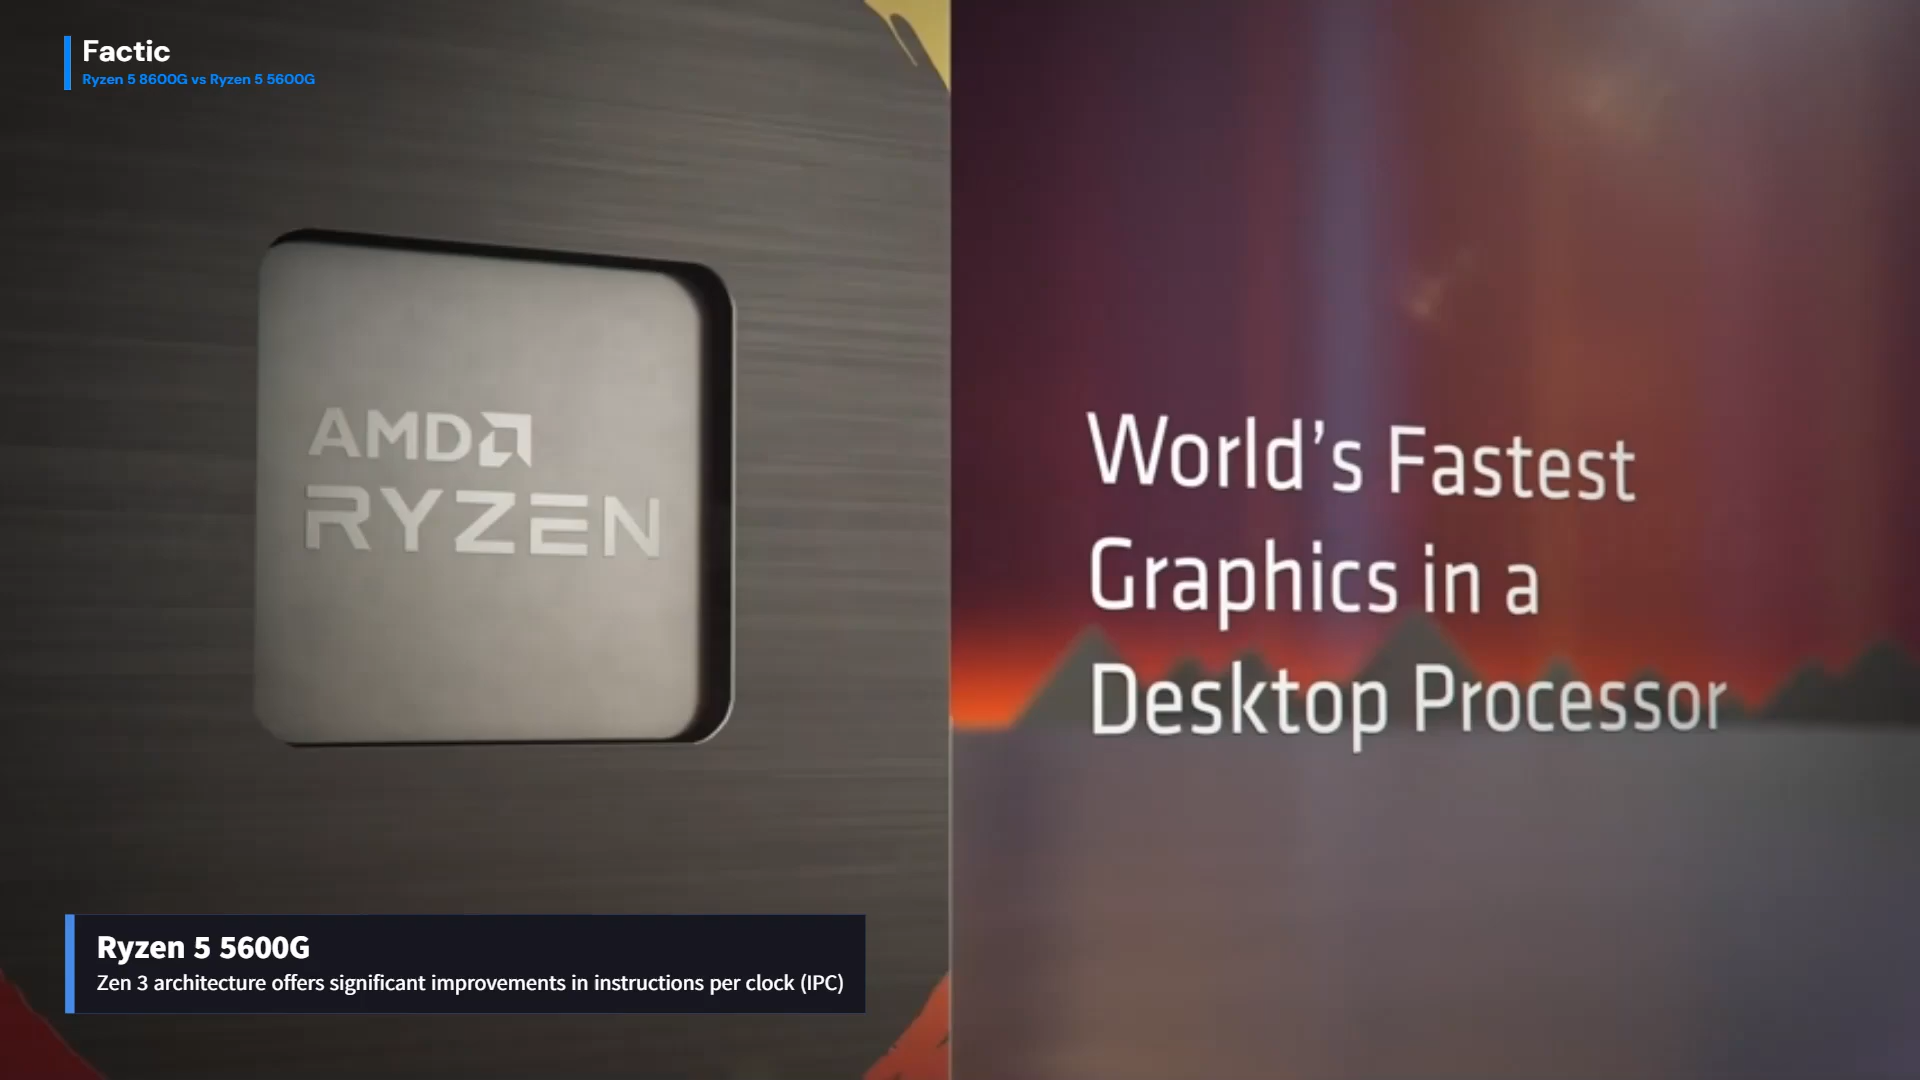 Factic
Ryzen 5 8600G vs Ryzen 5 5600G
AMD
RYZEN
World's Fastest
Graphics in a
Desktop Processor
Ryzen 5 5600G
Zen 3 architecture offers significant improvements in instructions per clock (IPC)